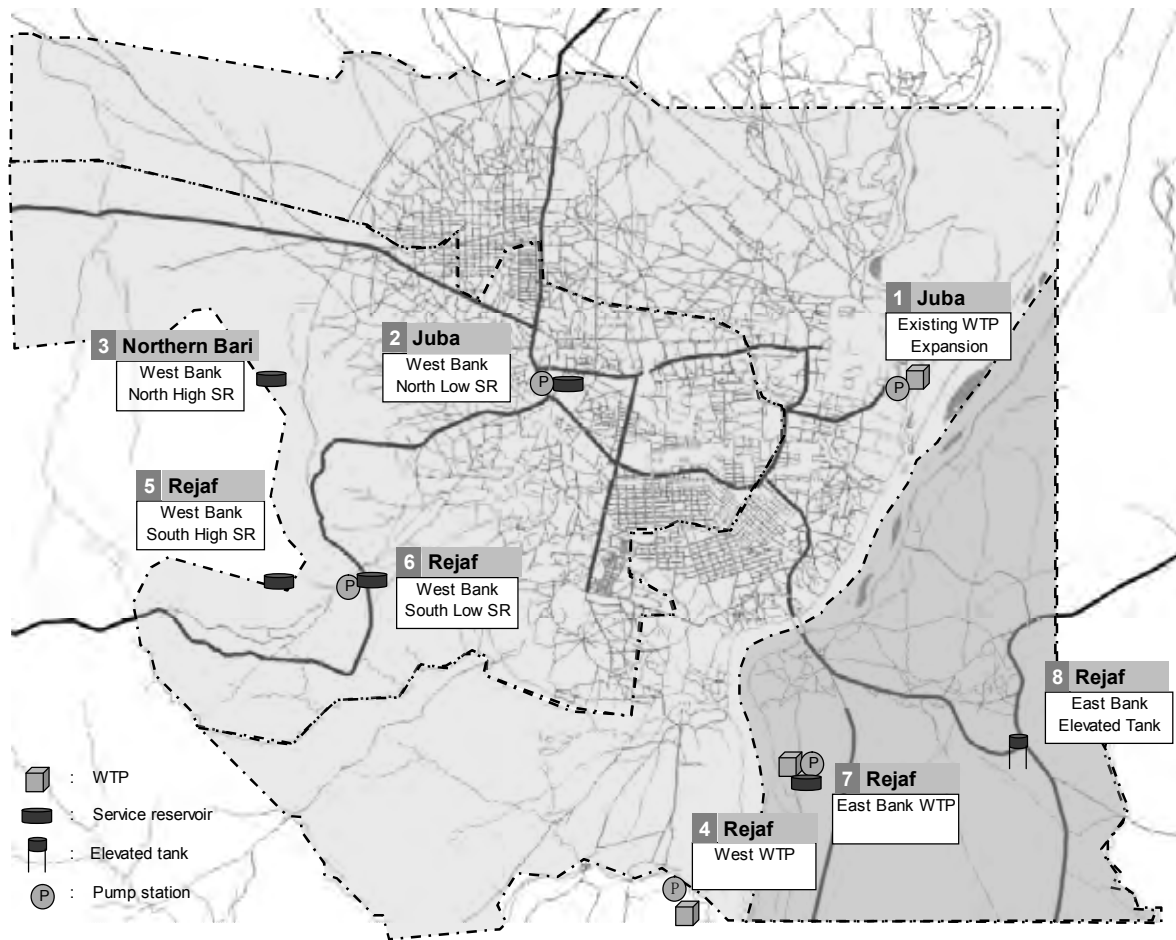 1 Juba
Existing WTP
Expansion
P
2 Juba
West Bank
North Low SR
P
3 Northern Bari
West Bank
North High SR
5 Rejaf
West Bank
South High SR
6 Rejaf
West Bank
South Low SR
P
8 Rejaf
East Bank
Elevated Tank
P
7 Rejaf
East Bank WTP
4 Rejaf
West WTP
P
: WTP
: Service reservoir
: Elevated tank
P : Pump station